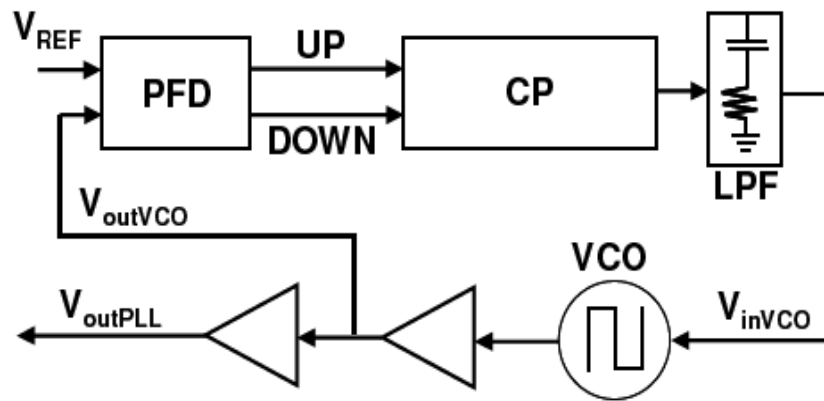 VREF
UP
PFD
CP
DOWN
LPF
VoutVCO
VCO
VoutPLL
VinVCO